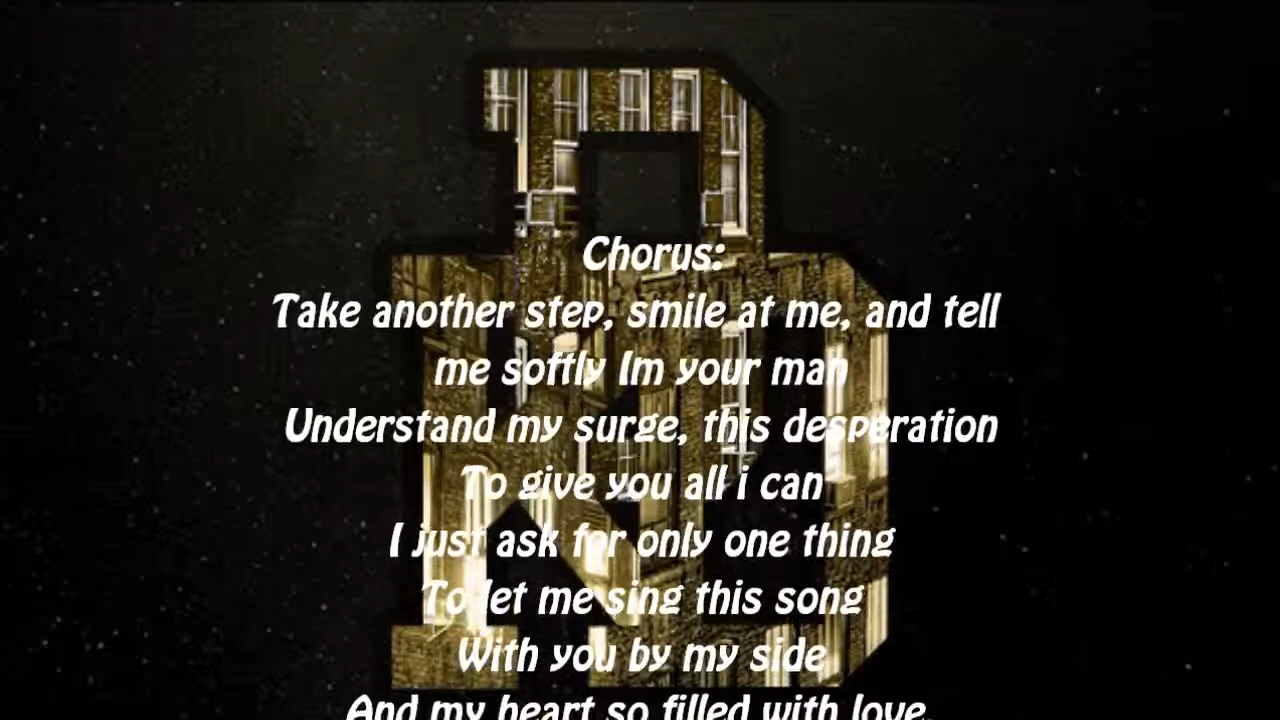 Chorus:
Take another step, smile at me, and tell
me softly Im your man
Understand my surge, this desperation
To give you all i can
I just ask for only one thing
To let me sing this song
With you by my side
And my heart so filled with love.